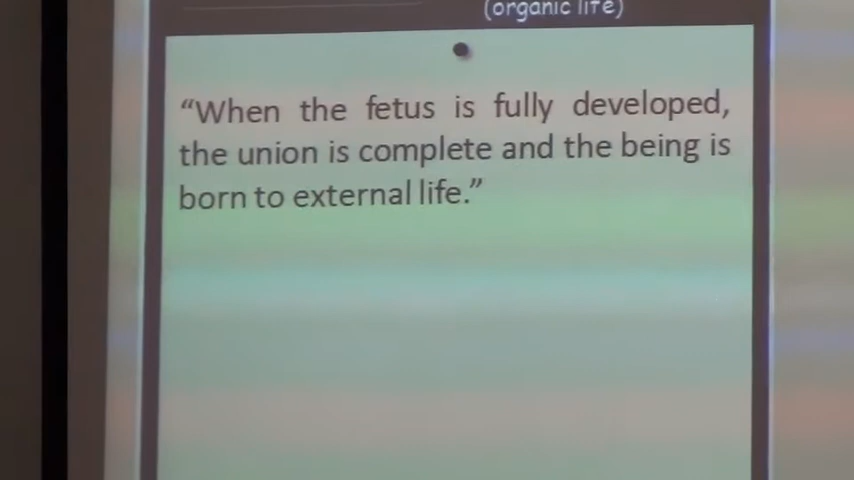 (organic life)
“When the fetus is fully developed,
the union is complete and the being is
born to external life.”